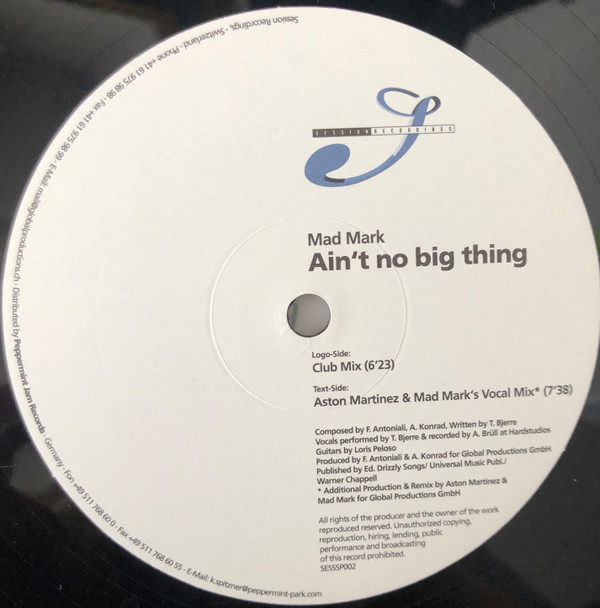 SESSION RECORDINGS
Mad Mark
Ain't no big thing
Logo-Side:
Club Mix (6'23)
Text-Side:
Aston Martinez & Mad Mark's Vocal Mix* (7'38)
Composed by F. Antoniali, A. Konrad, Written by T. Bjerre
Vocals performed by T. Bjerre & recorded by A. Brüll at Hardstudios
Guitars by Loris Peloso
Produced by F. Antoniali & A. Konrad for Global Productions GmbH
Published by Ed. Drizzly Songs/ Universal Music Publ./
Warner Chappell
* Additional Production & Remix by Aston Martinez &
Mad Mark for Global Productions GmbH
All rights of the producer and the owner of the work
reproduced reserved. Unauthorized copying,
reproduction, hiring, lending, public
performance and broadcasting
of this record prohibited.
SESSSP002
Session Recordings - Switzerland - Phone +41 61 975 98 98 - Fax +41 61 975 98 99 - E-Mail: mail@globalproductions.ch - Distributed by Peppermint Jam Records - Germany - Fon +49 511 768 60 0 - Fax +49 511 768 60 55 - E-Mail: k.spitzner@peppermint-park.com